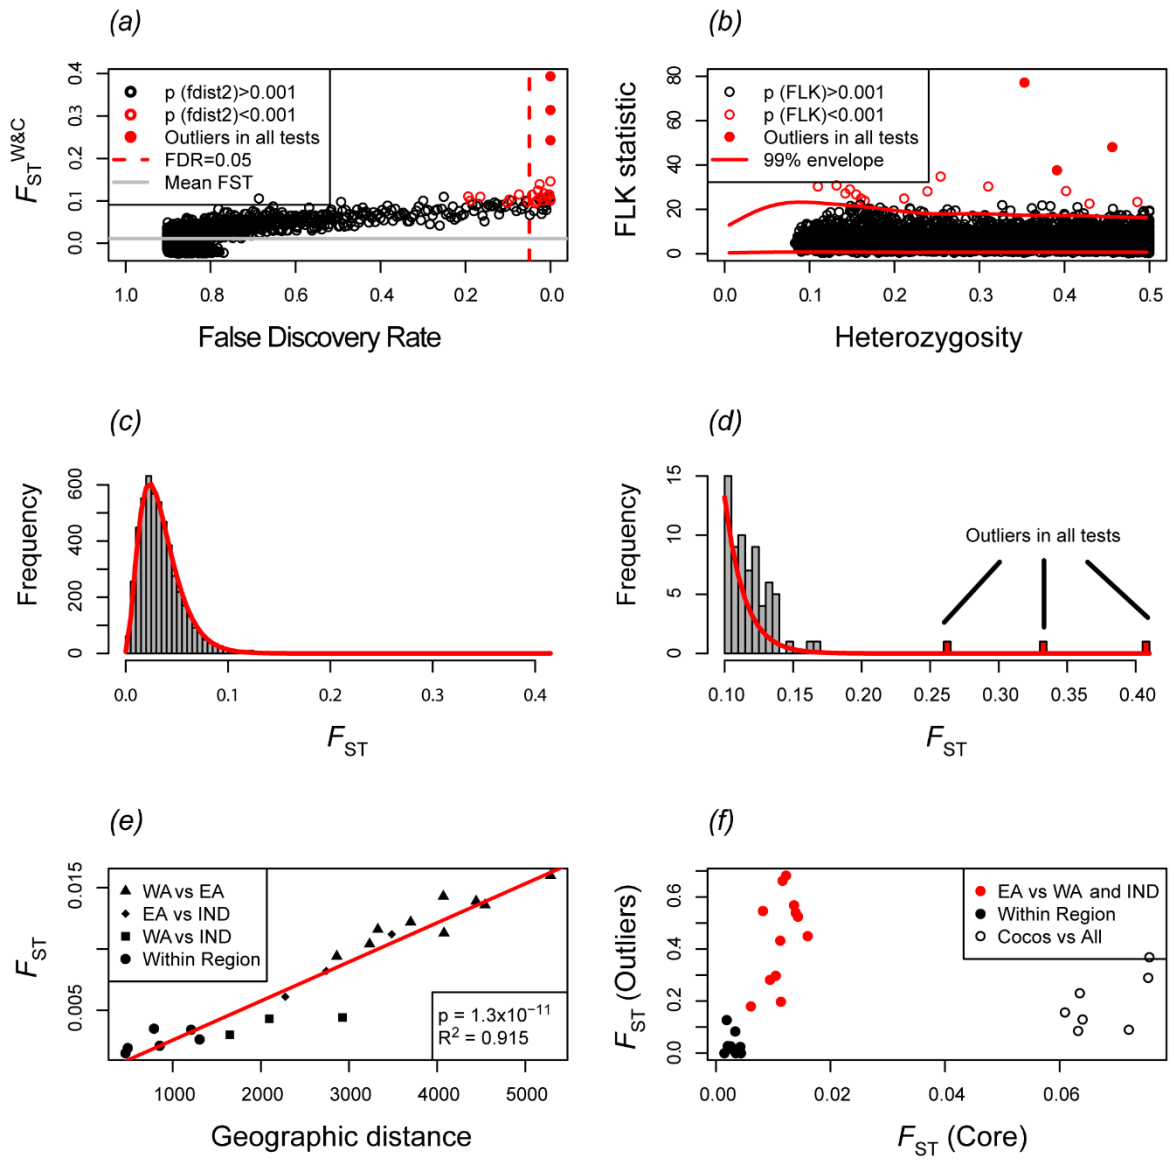 (a)
F_ST^W&C
0.4
0.3
0.2
0.1
0.0
p (fdist2)>0.001
p (fdist2)<0.001
Outliers in all tests
FDR=0.05
Mean FST
1.0 0.8 0.6 0.4 0.2 0.0
False Discovery Rate
(b)
FLK statistic
80
60
40
20
0
p (FLK)>0.001
p (FLK)<0.001
Outliers in all tests
99% envelope
0.0 0.1 0.2 0.3 0.4 0.5
Heterozygosity
(c)
Frequency
600
400
200
0
0.0 0.1 0.2 0.3 0.4
F_ST
(d)
Frequency
15
10
5
0
Outliers in all tests
0.10 0.15 0.20 0.25 0.30 0.35 0.40
F_ST
(e)
F_ST
0.015
0.005
WA vs EA
EA vs IND
WA vs IND
Within Region
p = 1.3x10⁻¹¹
R² = 0.915
1000 2000 3000 4000 5000
Geographic distance
(f)
F_ST (Outliers)
0.6
0.4
0.2
0.0
EA vs WA and IND
Within Region
Cocos vs All
0.00 0.02 0.04 0.06
F_ST (Core)